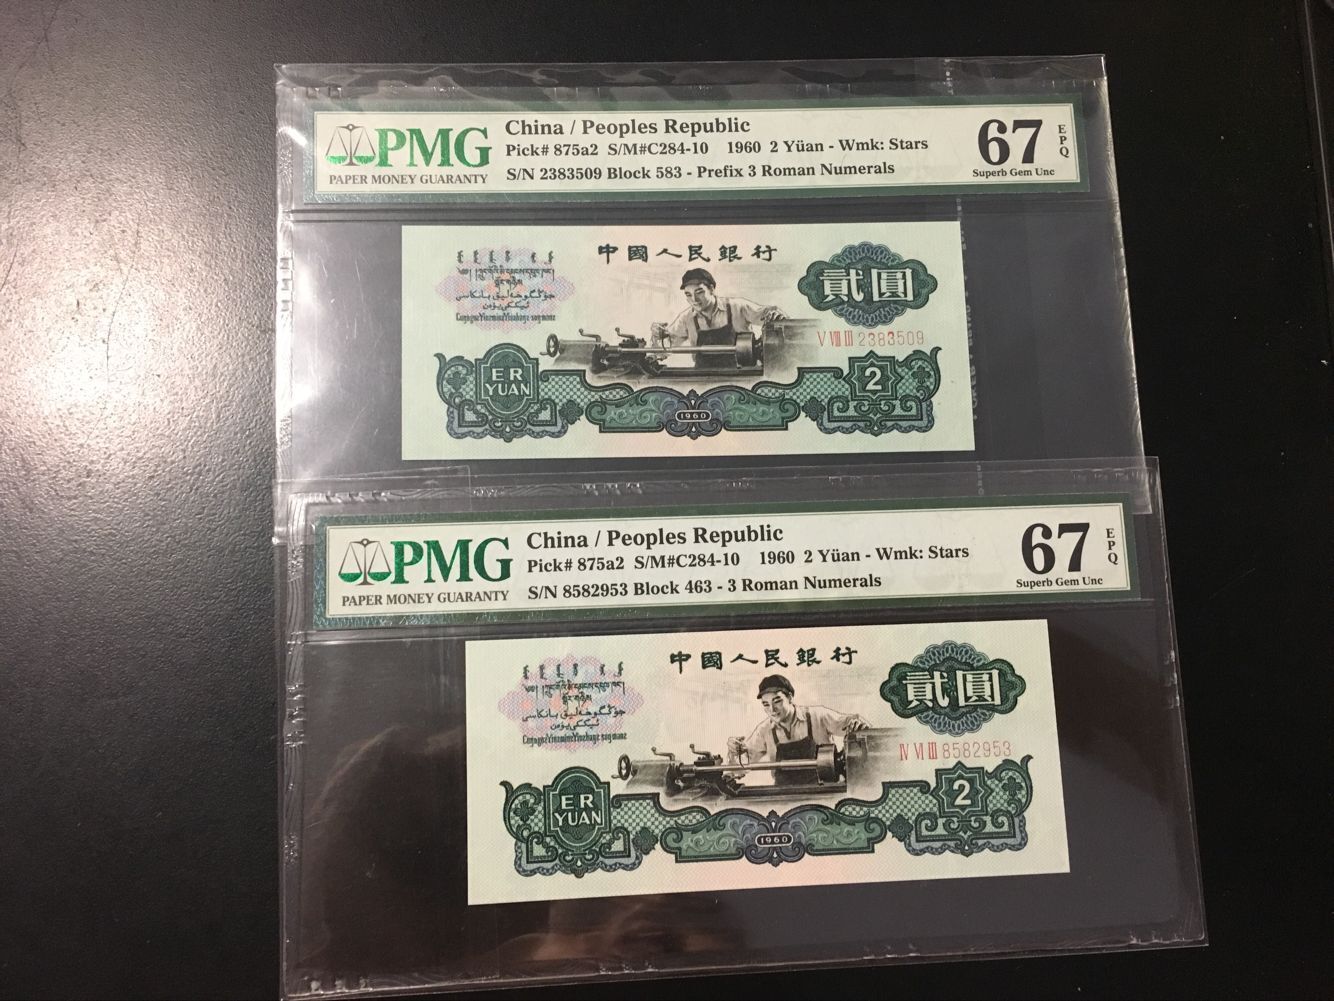 PMG
PAPER MONEY GUARANTY
China / Peoples Republic
Pick# 875a2 S/M#C284-10 1960 2 Yüan - Wmk: Stars
S/N 2383509 Block 583 - Prefix 3 Roman Numerals
67 EPQ
Superb Gem Unc
中國人民銀行
貳圓
V VIII III 2383509
ER
YUAN
1960
2
PMG
PAPER MONEY GUARANTY
China / Peoples Republic
Pick# 875a2 S/M#C284-10 1960 2 Yüan - Wmk: Stars
S/N 8582953 Block 463 - 3 Roman Numerals
67 EPQ
Superb Gem Unc
中國人民銀行
貳圓
IV VI III 8582953
ER
YUAN
1960
2